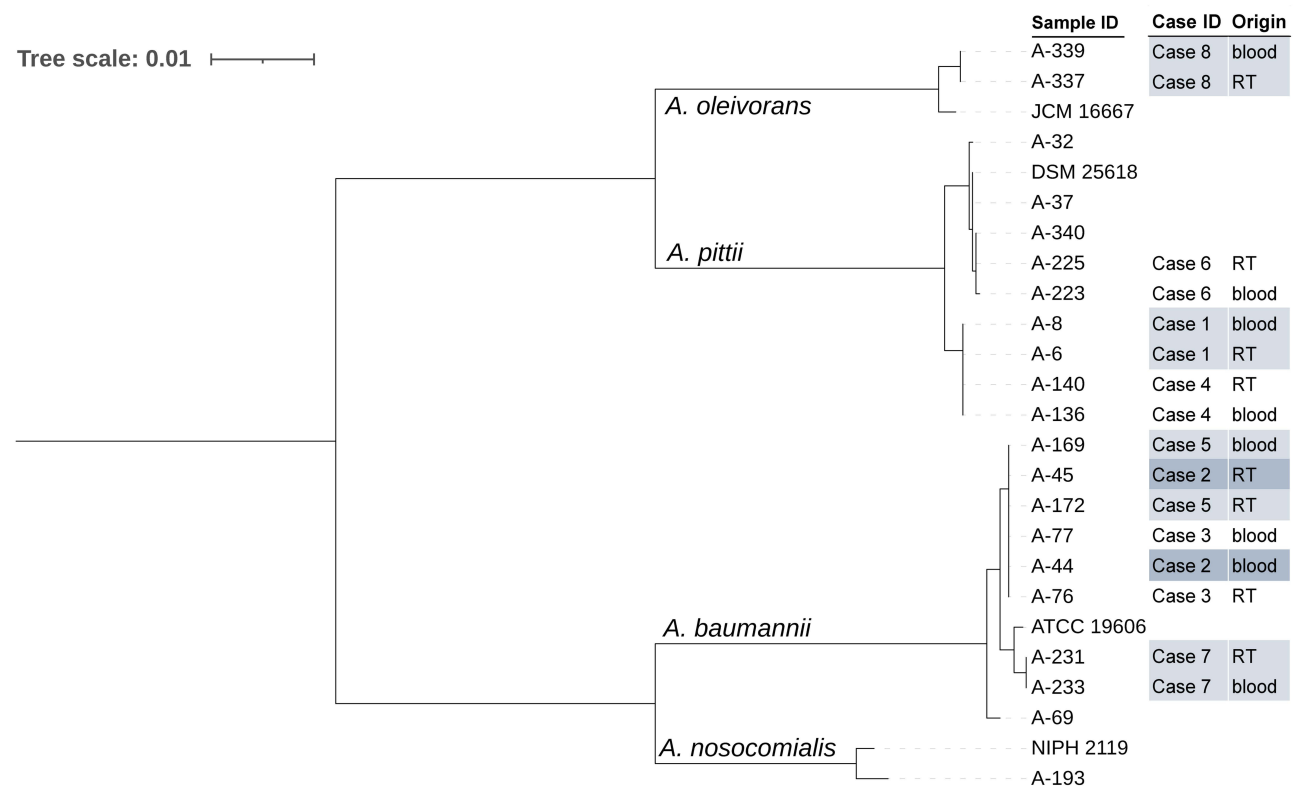 Sample ID Case ID Origin
Tree scale: 0.01
A-339 Case 8 blood
A-337 Case 8 RT
A. oleivorans
JCM 16667
A-32
DSM 25618
A-37
A-340
A. pittii
A-225 Case 6 RT
A-223 Case 6 blood
A-8 Case 1 blood
A-6 Case 1 RT
A-140 Case 4 RT
A-136 Case 4 blood
A-169 Case 5 blood
A-45 Case 2 RT
A-172 Case 5 RT
A-77 Case 3 blood
A-44 Case 2 blood
A-76 Case 3 RT
A. baumannii
ATCC 19606
A-231 Case 7 RT
A-233 Case 7 blood
A-69
A. nosocomialis
NIPH 2119
A-193